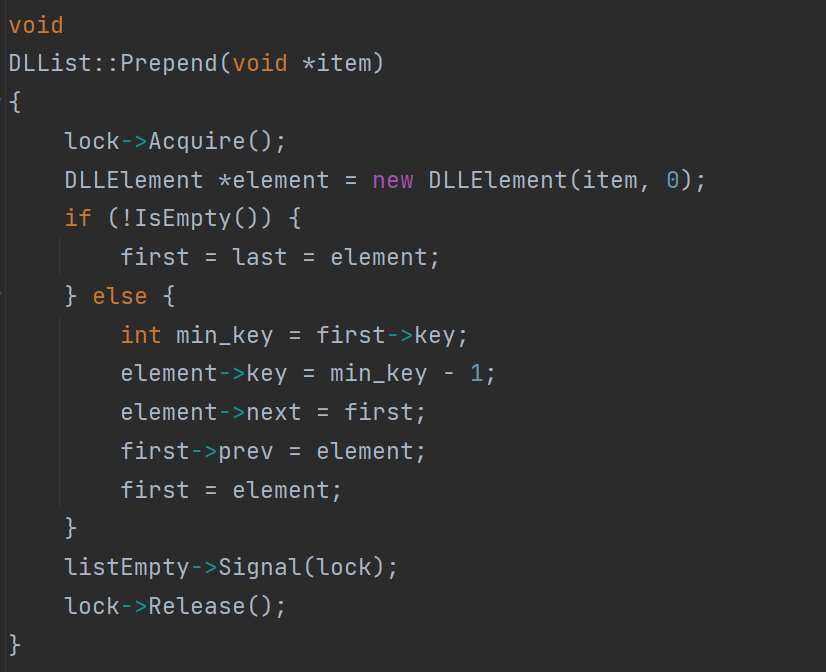 void
DLList::Prepend(void *item)
{
    lock->Acquire();
    DLLElement *element = new DLLElement(item, 0);
    if (!IsEmpty()) {
        first = last = element;
    } else {
        int min_key = first->key;
        element->key = min_key - 1;
        element->next = first;
        first->prev = element;
        first = element;
    }
    listEmpty->Signal(lock);
    lock->Release();
}